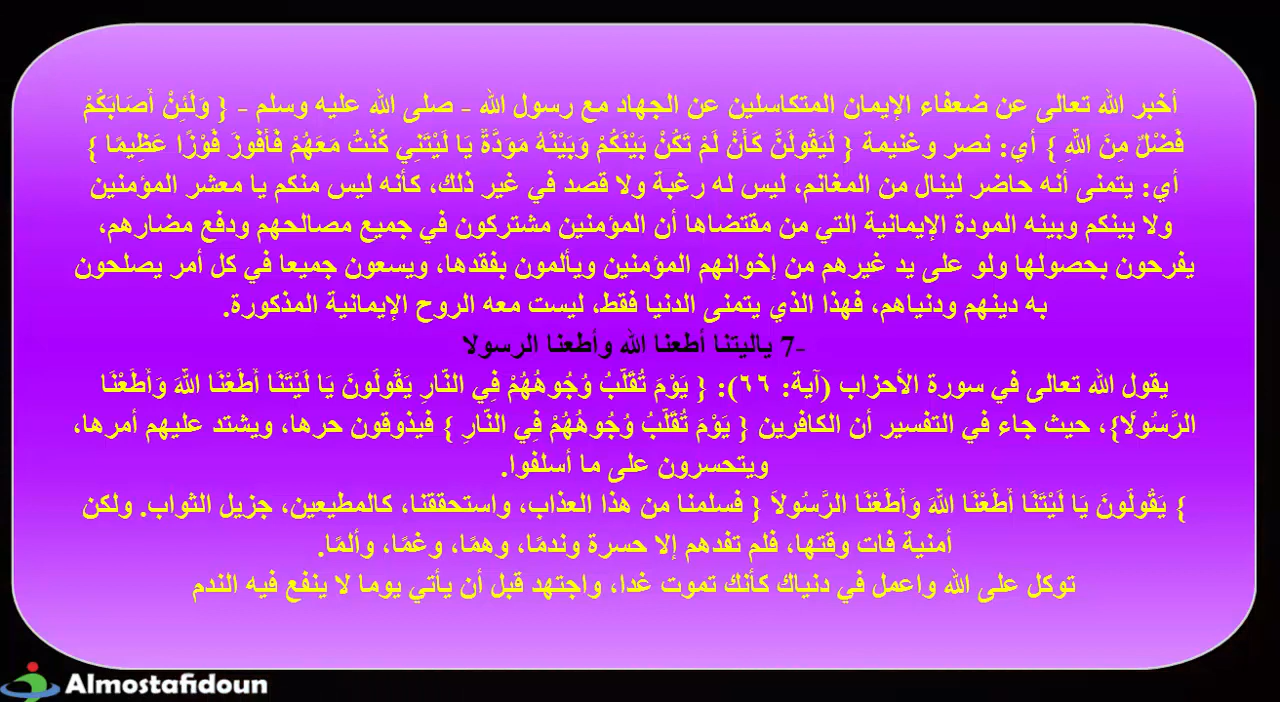 أخبر الله تعالى عن ضعفاء الإيمان المتكاسلين عن الجهاد مع رسول الله - صلى الله عليه وسلم - { وَلَئِنْ أَصَابَكُمْ
فَضْلٌ مِنَ اللَّهِ } أي: نصر وغنيمة { لَيَقُولَنَّ كَأَنْ لَمْ تَكُنْ بَيْنَكُمْ وَبَيْنَهُ مَوَدَّةٌ يَا لَيْتَنِي كُنْتُ مَعَهُمْ فَأَفُوزَ فَوْزًا عَظِيمًا }
أي: يتمنى أنه حاضر لينال من المغانم، ليس له رغبة ولا قصد في غير ذلك، كأنه ليس منكم يا معشر المؤمنين
ولا بينكم وبينه المودة الإيمانية التي من مقتضاها أن المؤمنين مشتركون في جميع مصالحهم ودفع مضارهم،
يفرحون بحصولها ولو على يد غيرهم من إخوانهم المؤمنين ويألمون بفقدها، ويسعون جميعا في كل أمر يصلحون
به دينهم ودنياهم، فهذا الذي يتمنى الدنيا فقط، ليست معه الروح الإيمانية المذكورة.
-7 ياليتنا أطعنا الله وأطعنا الرسولا
يقول الله تعالى في سورة الأحزاب (آية: ٦٦): { يَوْمَ تُقَلَّبُ وُجُوهُهُمْ فِي النَّارِ يَقُولُونَ يَا لَيْتَنَا أَطَعْنَا اللَّهَ وَأَطَعْنَا
الرَّسُولَا}، حيث جاء في التفسير أن الكافرين { يَوْمَ تُقَلَّبُ وُجُوهُهُمْ فِي النَّارِ } فيذوقون حرها، ويشتد عليهم أمرها،
ويتحسرون على ما أسلفوا.
} يَقُولُونَ يَا لَيْتَنَا أَطَعْنَا اللَّهَ وَأَطَعْنَا الرَّسُولَا { فسلمنا من هذا العذاب، واستحققنا، كالمطيعين، جزيل الثواب. ولكن
أمنية فات وقتها، فلم تفدهم إلا حسرة وندمًا، وهمًا، وغمًا، وألمًا.
توكل على الله واعمل في دنياك كأنك تموت غدا، واجتهد قبل أن يأتي يوما لا ينفع فيه الندم
Almostafidoun